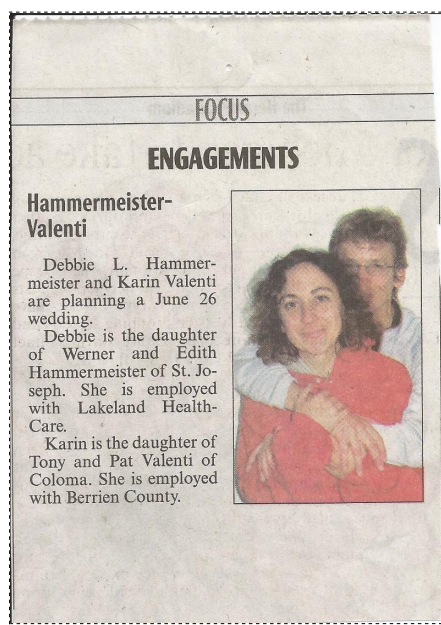 FOCUS
ENGAGEMENTS
Hammermeister-
Valenti
Debbie L. Hammer-
meister and Karin Valenti
are planning a June 26
wedding.
Debbie is the daughter
of Werner and Edith
Hammermeister of St. Jo-
seph. She is employed
with Lakeland Health-
Care.
Karin is the daughter of
Tony and Pat Valenti of
Coloma. She is employed
with Berrien County.